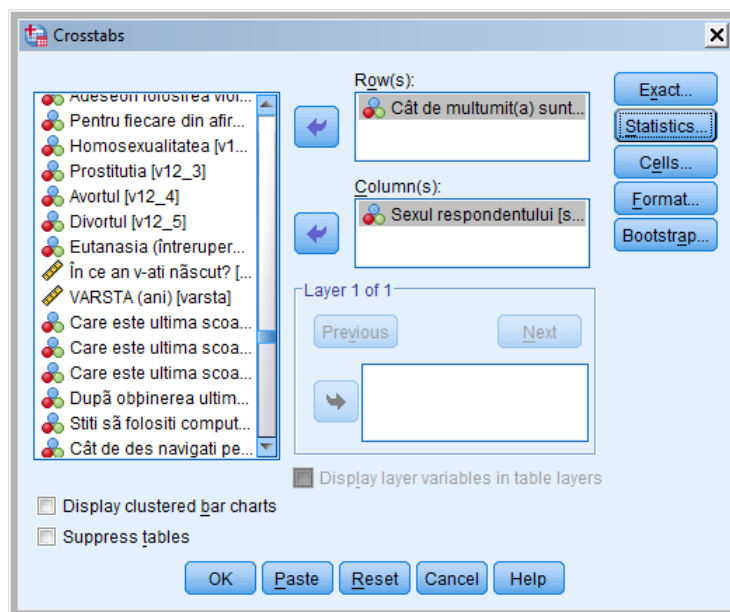 Crosstabs
Adeseori folosirea viol...
Pentru fiecare din afir...
Homosexualitatea [v1...
Prostitutia [v12_3]
Avortul [v12_4]
Divortul [v12_5]
Eutanasia (întreruper...
În ce an v-ati nãscut? [...
VARSTA (ani) [varsta]
Care este ultima scoa...
Care este ultima scoa...
Care este ultima scoa...
Dupã obþinerea ultim...
Stiti sã folositi comput...
Cât de des navigati pe...
Row(s):
Cât de multumit(a) sunt...
Column(s):
Sexul respondentului [s...
Layer 1 of 1
Previous
Next
Display layer variables in table layers
Exact...
Statistics...
Cells...
Format...
Bootstrap...
Display clustered bar charts
Suppress tables
OK Paste Reset Cancel Help